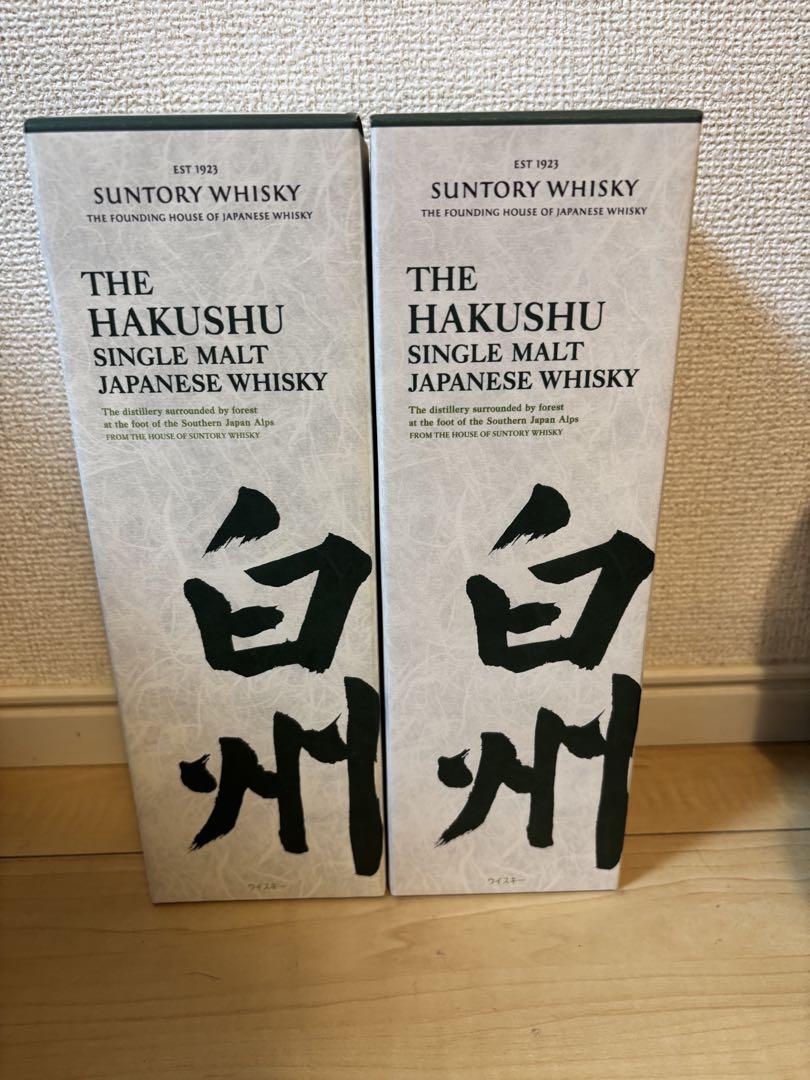 EST 1923
SUNTORY WHISKY
THE FOUNDING HOUSE OF JAPANESE WHISKY
THE
HAKUSHU
SINGLE MALT
JAPANESE WHISKY
The distillery surrounded by forest
at the foot of the Southern Japan Alps
FROM THE HOUSE OF SUNTORY WHISKY
白
州
ウイスキー
EST 1923
SUNTORY WHISKY
THE FOUNDING HOUSE OF JAPANESE WHISKY
THE
HAKUSHU
SINGLE MALT
JAPANESE WHISKY
The distillery surrounded by forest
at the foot of the Southern Japan Alps
FROM THE HOUSE OF SUNTORY WHISKY
白
州
ウイスキー